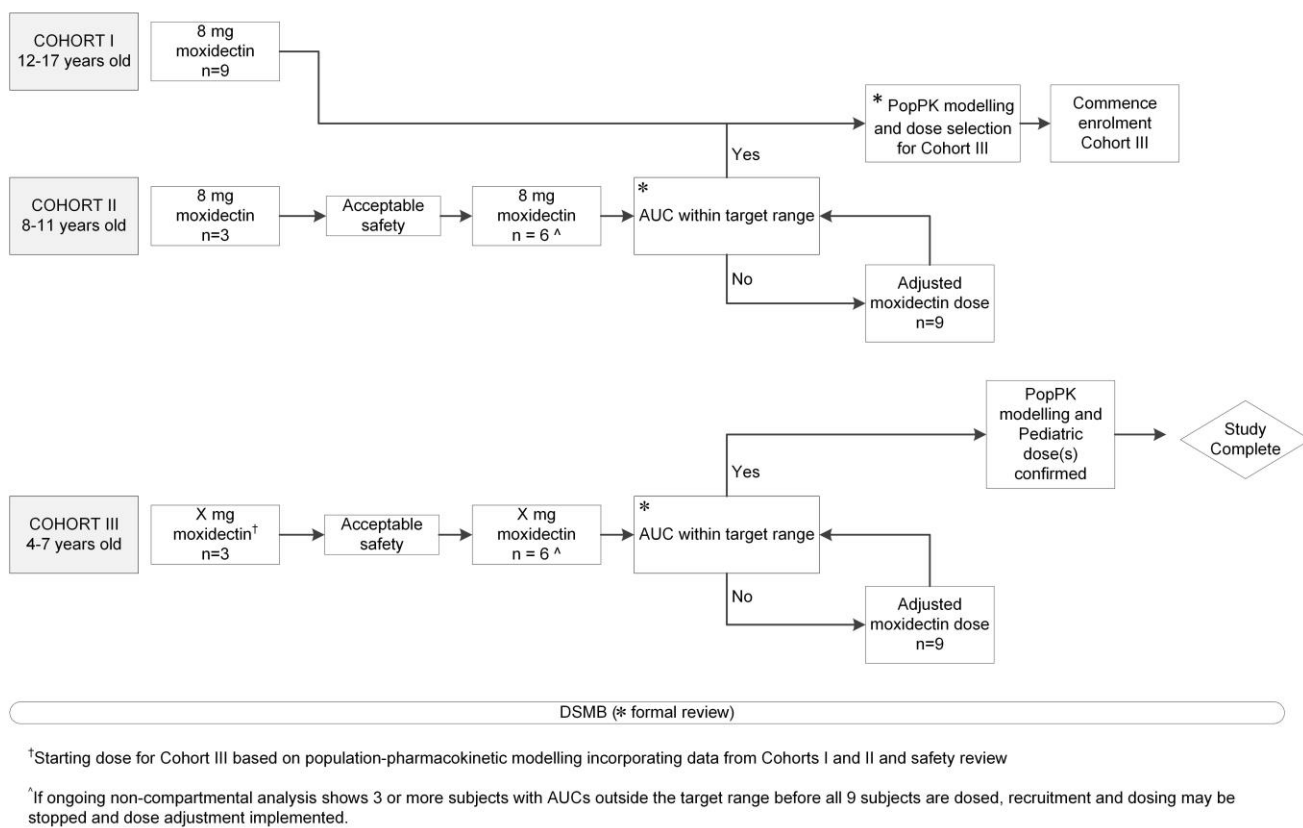 COHORT I
12-17 years old
8 mg
moxidectin
n=9
* PopPK modelling
and dose selection
for Cohort III
Commence
enrolment
Cohort III
Yes
COHORT II
8-11 years old
8 mg
moxidectin
n=3
Acceptable
safety
8 mg
moxidectin
n = 6 ^
*
AUC within target range
No
Adjusted
moxidectin dose
n=9
PopPK
modelling and
Pediatric
dose(s)
confirmed
Study
Complete
Yes
COHORT III
4-7 years old
X mg
moxidectin†
n=3
Acceptable
safety
X mg
moxidectin
n = 6 ^
*
AUC within target range
No
Adjusted
moxidectin dose
n=9
DSMB (* formal review)
†Starting dose for Cohort III based on population-pharmacokinetic modelling incorporating data from Cohorts I and II and safety review
^If ongoing non-compartmental analysis shows 3 or more subjects with AUCs outside the target range before all 9 subjects are dosed, recruitment and dosing may be
stopped and dose adjustment implemented.